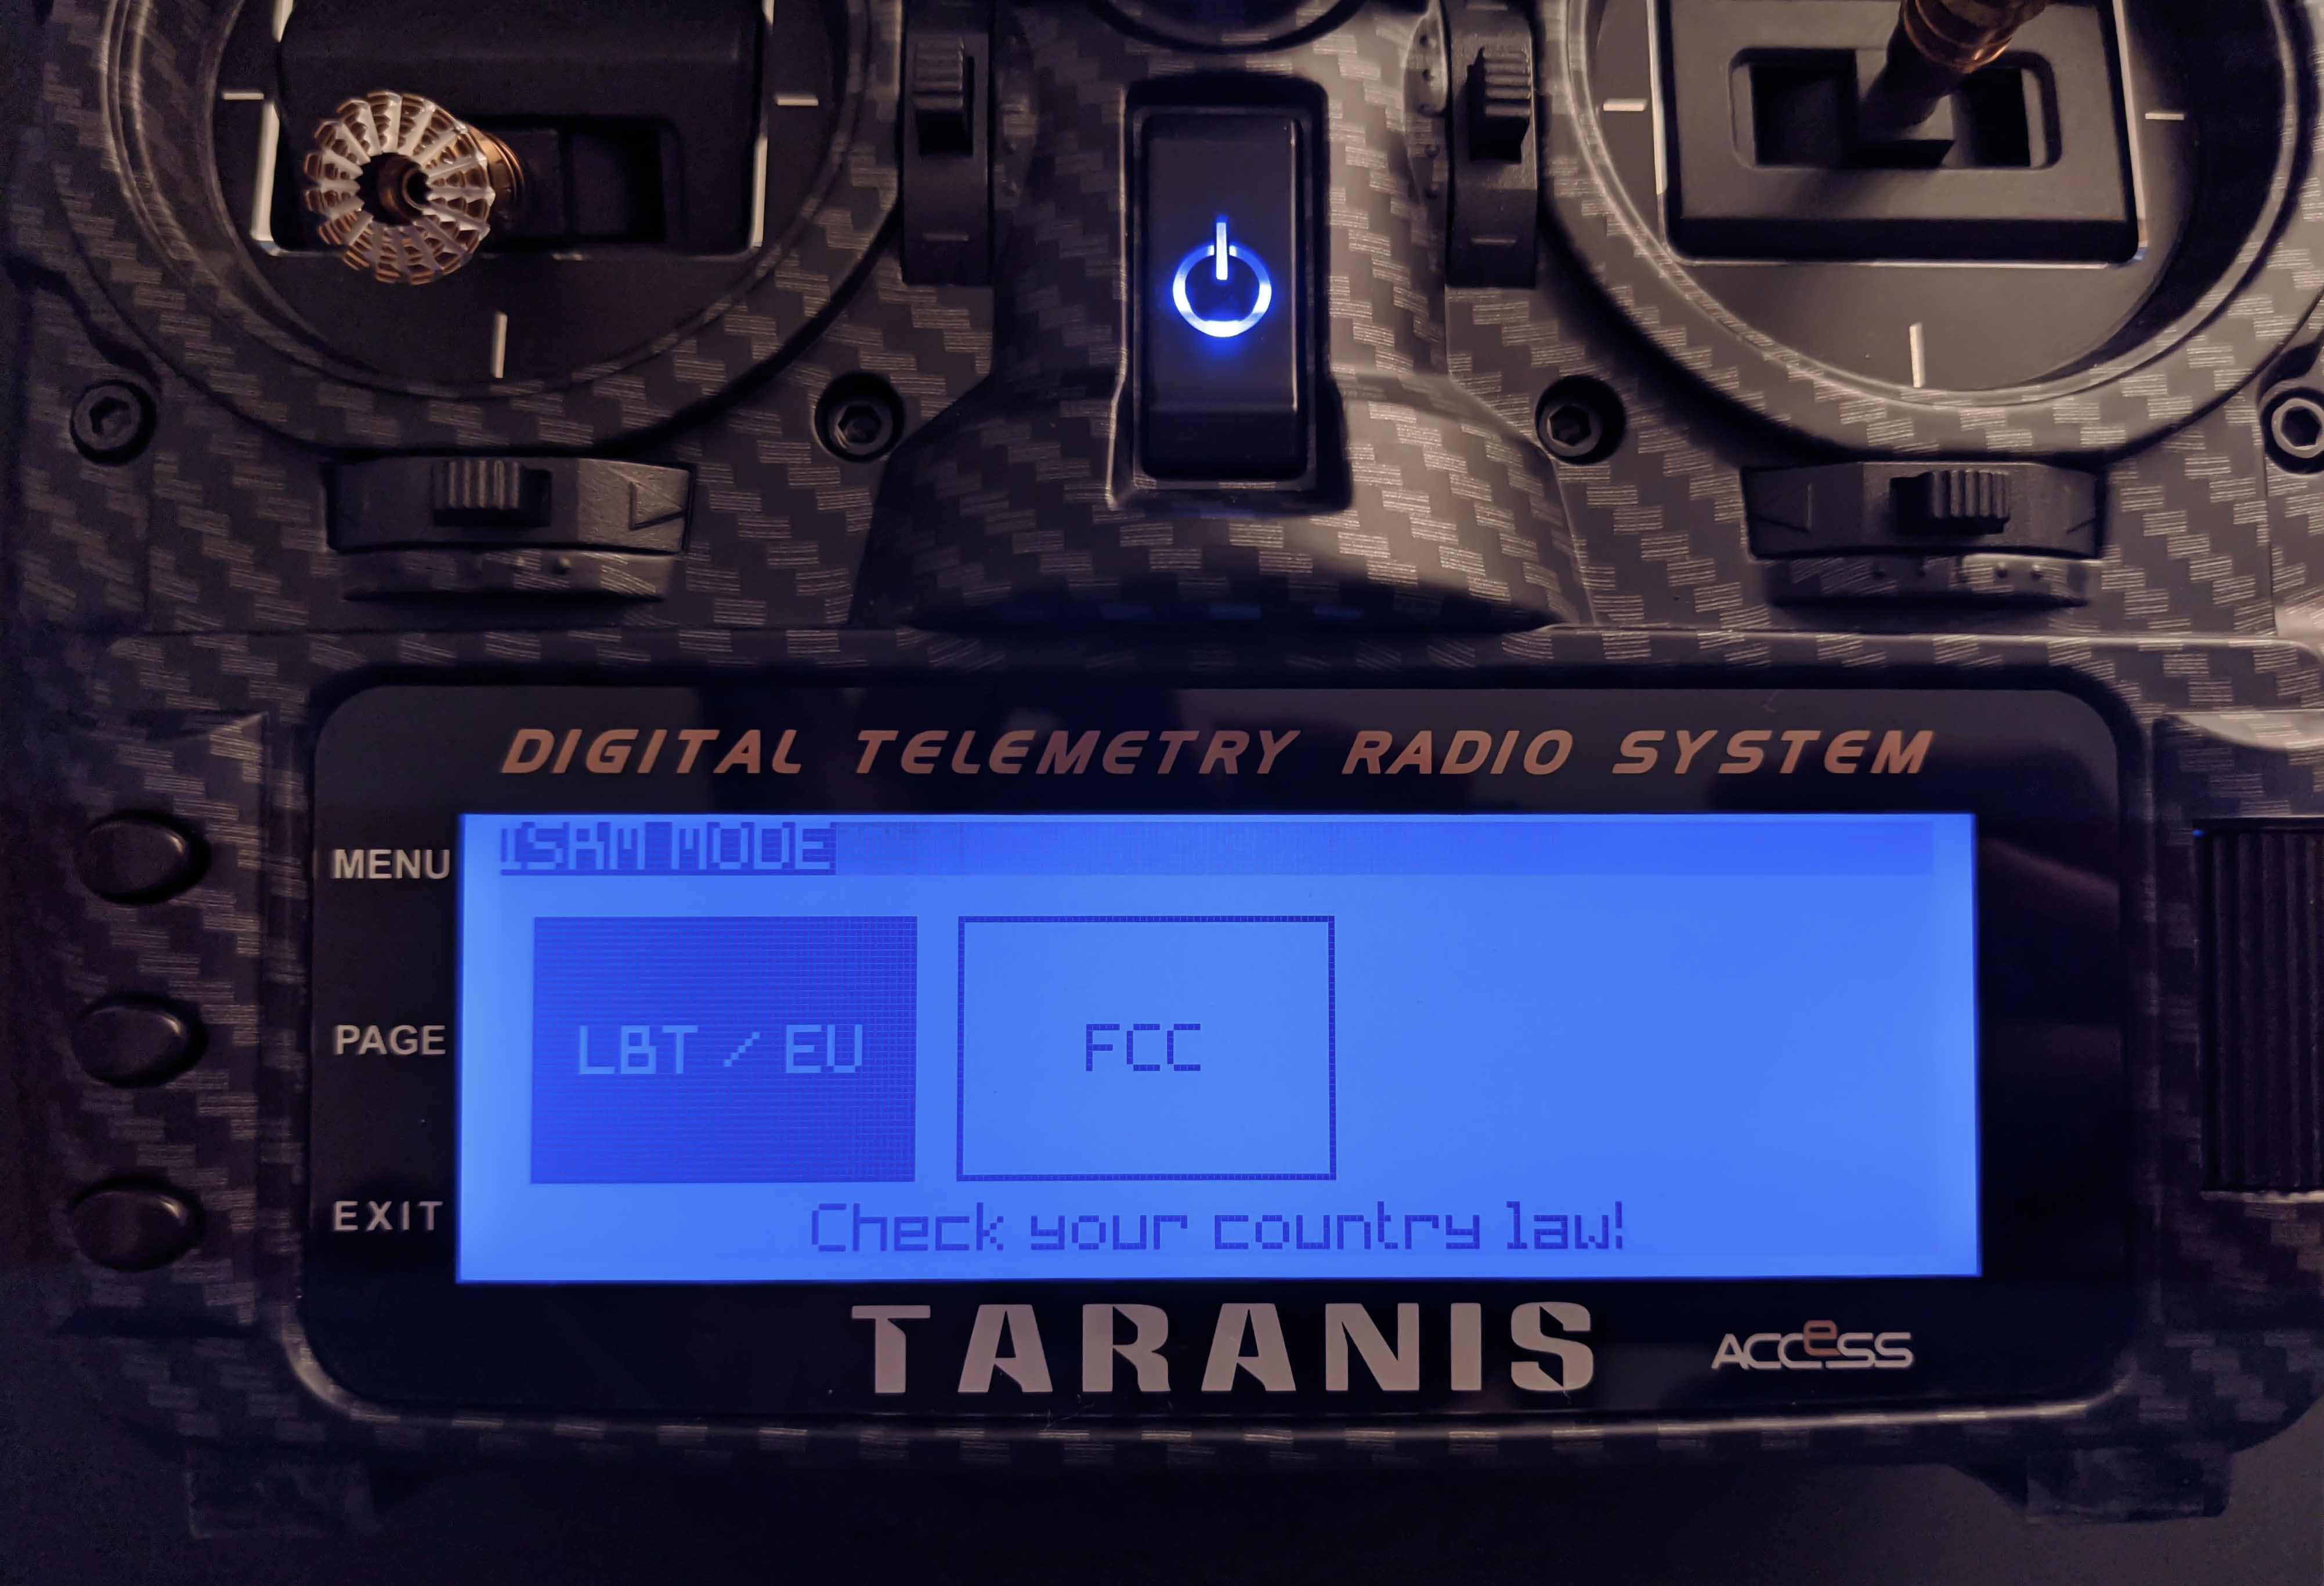 DIGITAL TELEMETRY RADIO SYSTEM
MENU
ISRM MODE
PAGE
LBT / EU
FCC
EXIT
Check your country law!
TARANIS
ACCeSS